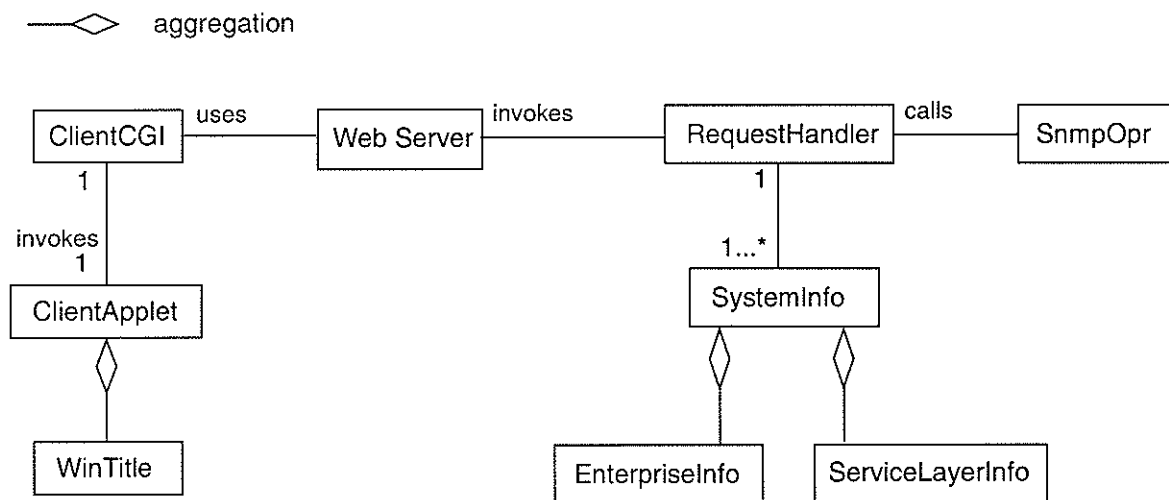 aggregation
uses
invokes
calls
ClientCGI
Web Server
RequestHandler
SnmpOpr
1
1
invokes
1
1...*
ClientApplet
SystemInfo
WinTitle
EnterpriseInfo
ServiceLayerInfo